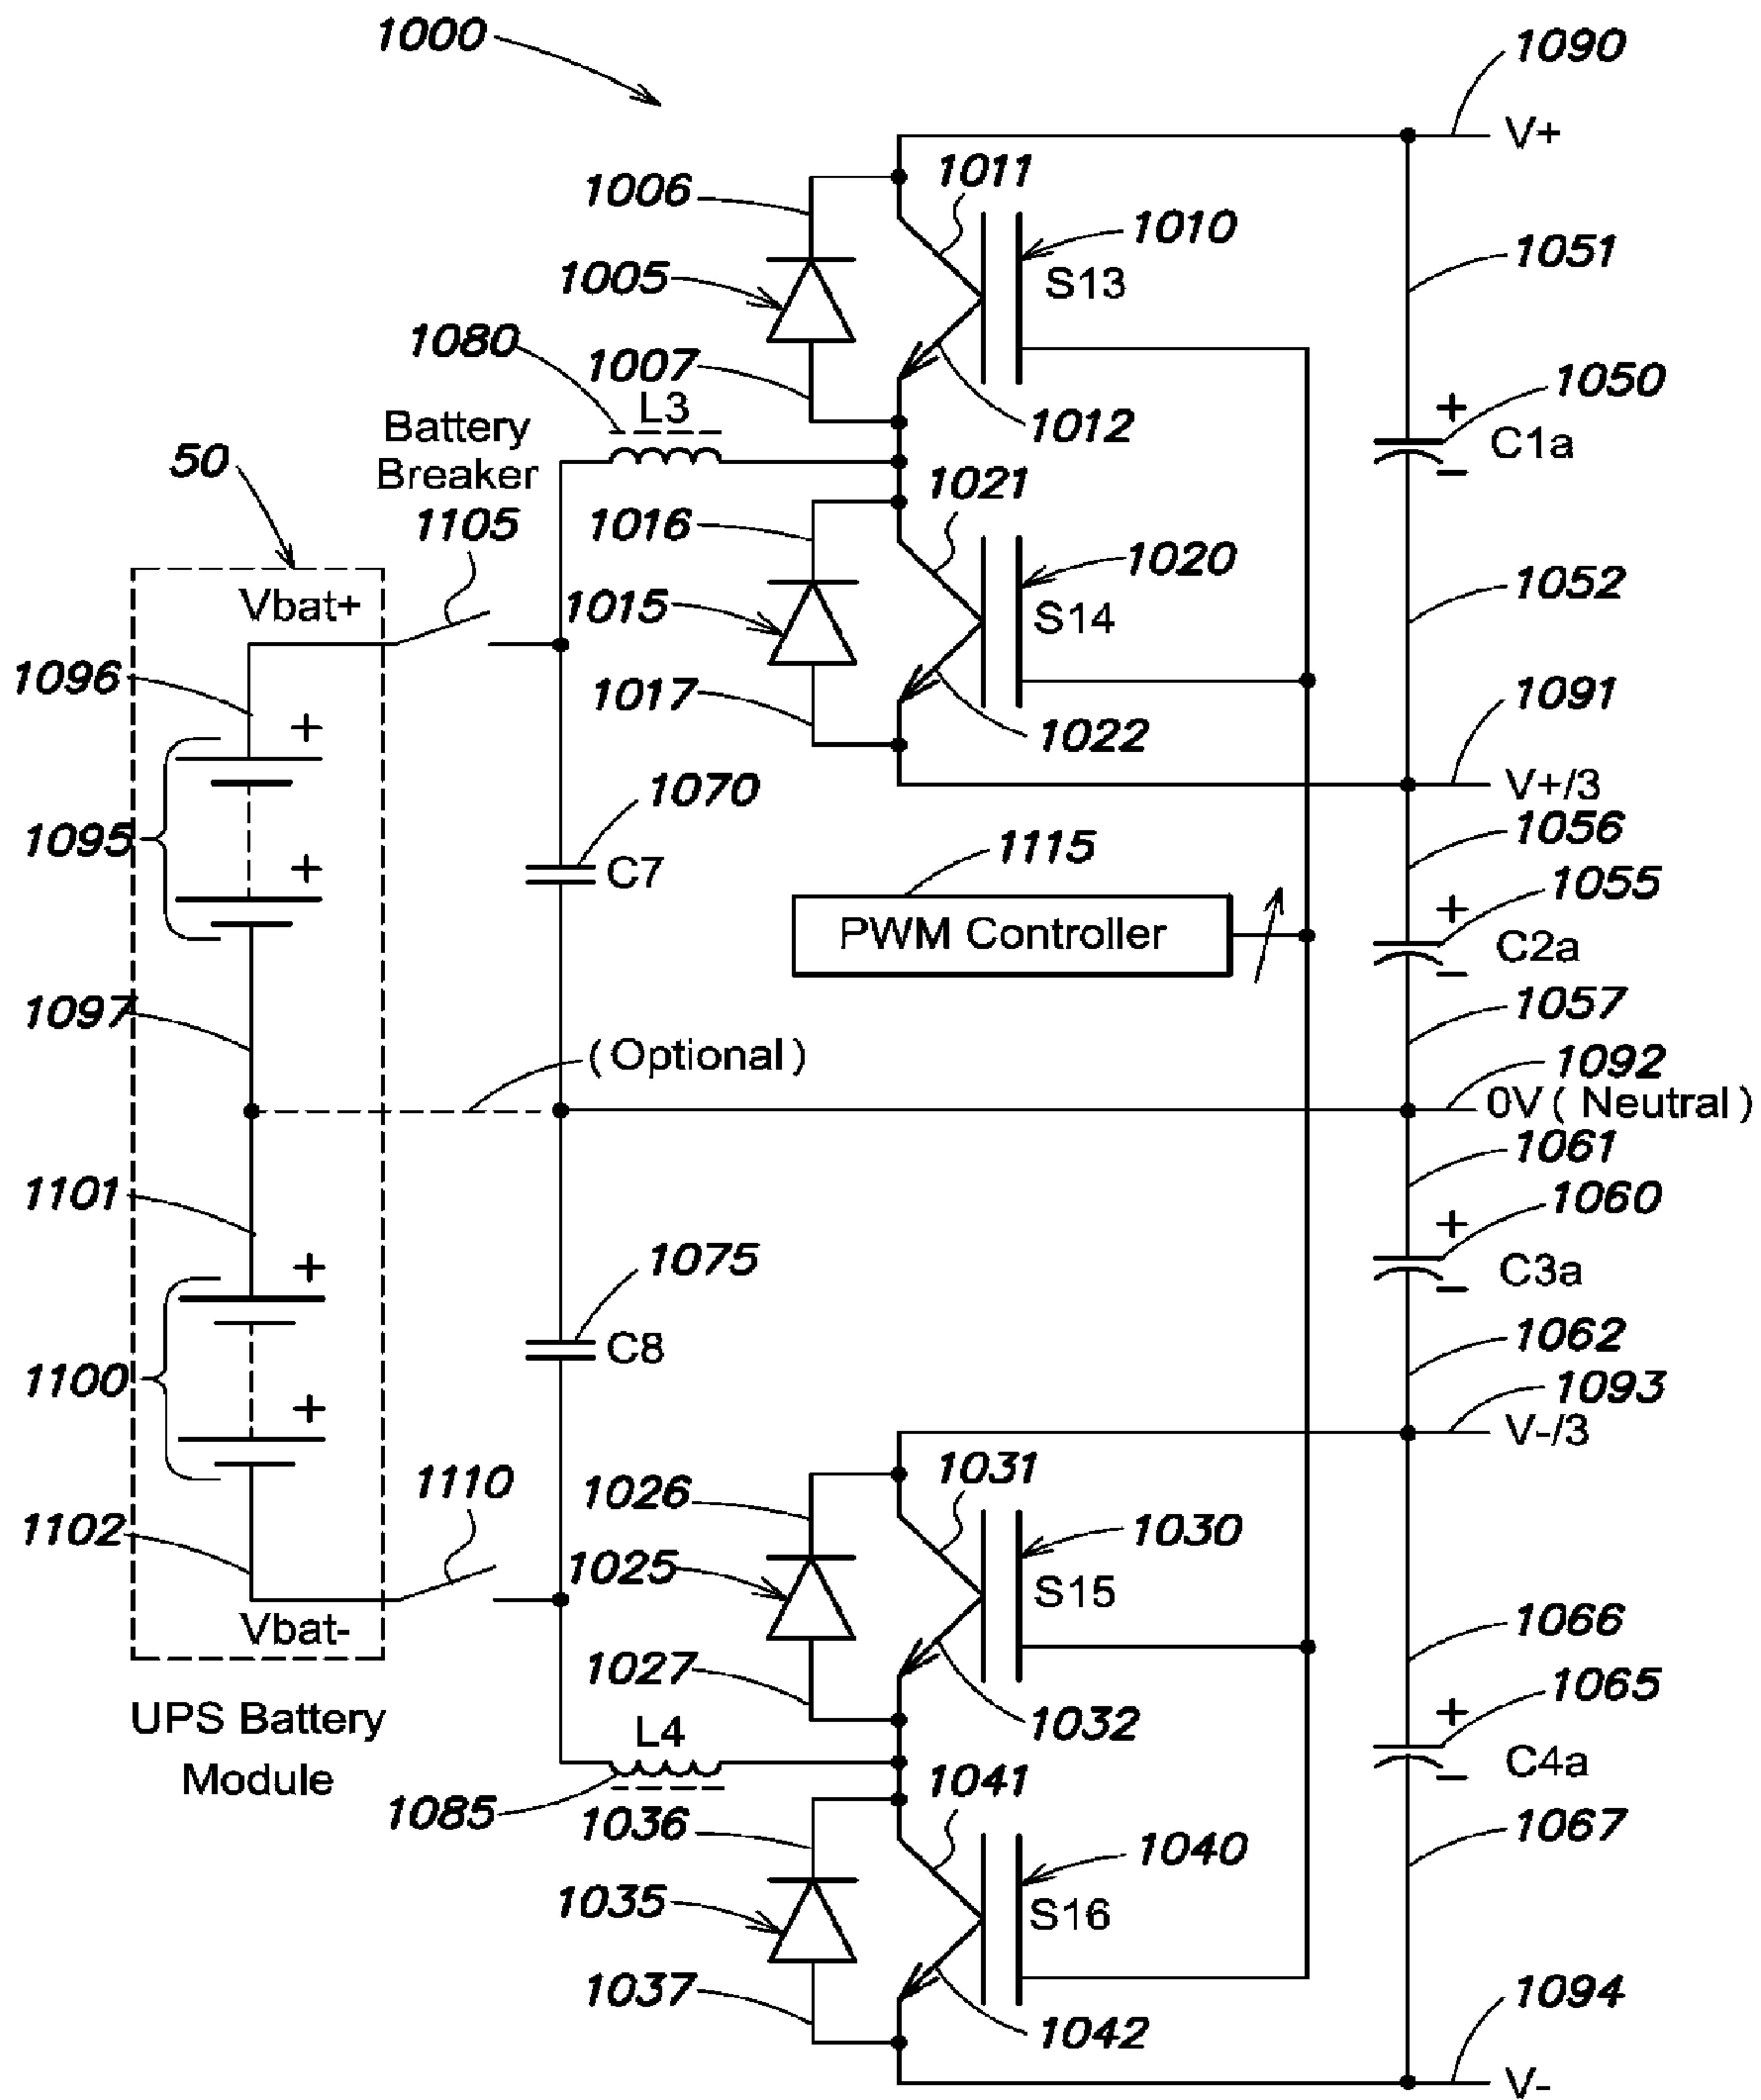 1000
1090
V+
1006
1011
1010
S13
1051
1005
1080
1007
L3
1012
1050
+
C1a
−
Battery
Breaker
50
1105
1016
1021
1020
S14
1052
Vbat+
1015
1096
+
1017
1022
1091
V+/3
1095
+
1070
C7
1115
PWM Controller
1056
1055
+
C2a
−
1097
(Optional)
1057
1092
0V( Neutral)
1061
1101
1060
+
C3a
−
1075
C8
+
1100
+
1062
1093
V-/3
1102
1110
1026
1031
1030
S15
1025
Vbat-
1027
1032
1066
1065
+
C4a
−
UPS Battery
Module
L4
1085
1036
1041
1040
S16
1067
1035
1037
1042
1094
V-